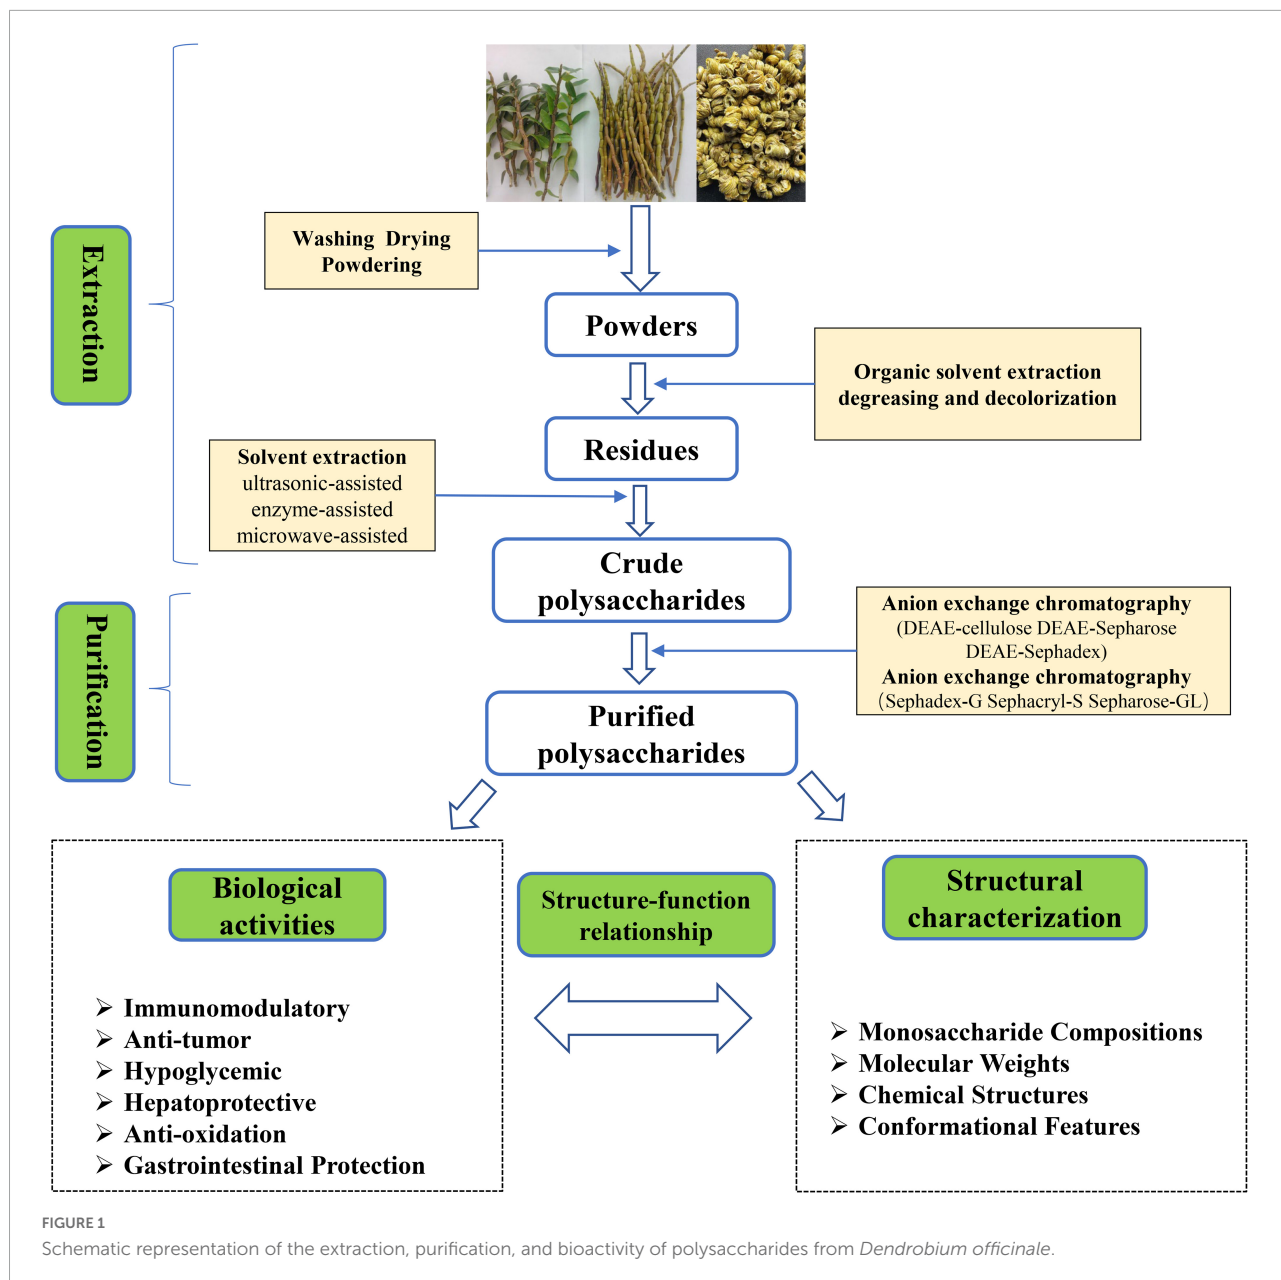 Extraction
Washing Drying
Powdering
Powders
Organic solvent extraction
degreasing and decolorization
Residues
Solvent extraction
ultrasonic-assisted
enzyme-assisted
microwave-assisted
Crude
polysaccharides
Purification
Anion exchange chromatography
(DEAE-cellulose DEAE-Sepharose
DEAE-Sephadex)
Anion exchange chromatography
(Sephadex-G Sephacryl-S Sepharose-GL)
Purified
polysaccharides
Biological
activities
➢ Immunomodulatory
➢ Anti-tumor
➢ Hypoglycemic
➢ Hepatoprotective
➢ Anti-oxidation
➢ Gastrointestinal Protection
Structure-function
relationship
Structural
characterization
➢ Monosaccharide Compositions
➢ Molecular Weights
➢ Chemical Structures
➢ Conformational Features
FIGURE 1
Schematic representation of the extraction, purification, and bioactivity of polysaccharides from Dendrobium officinale.